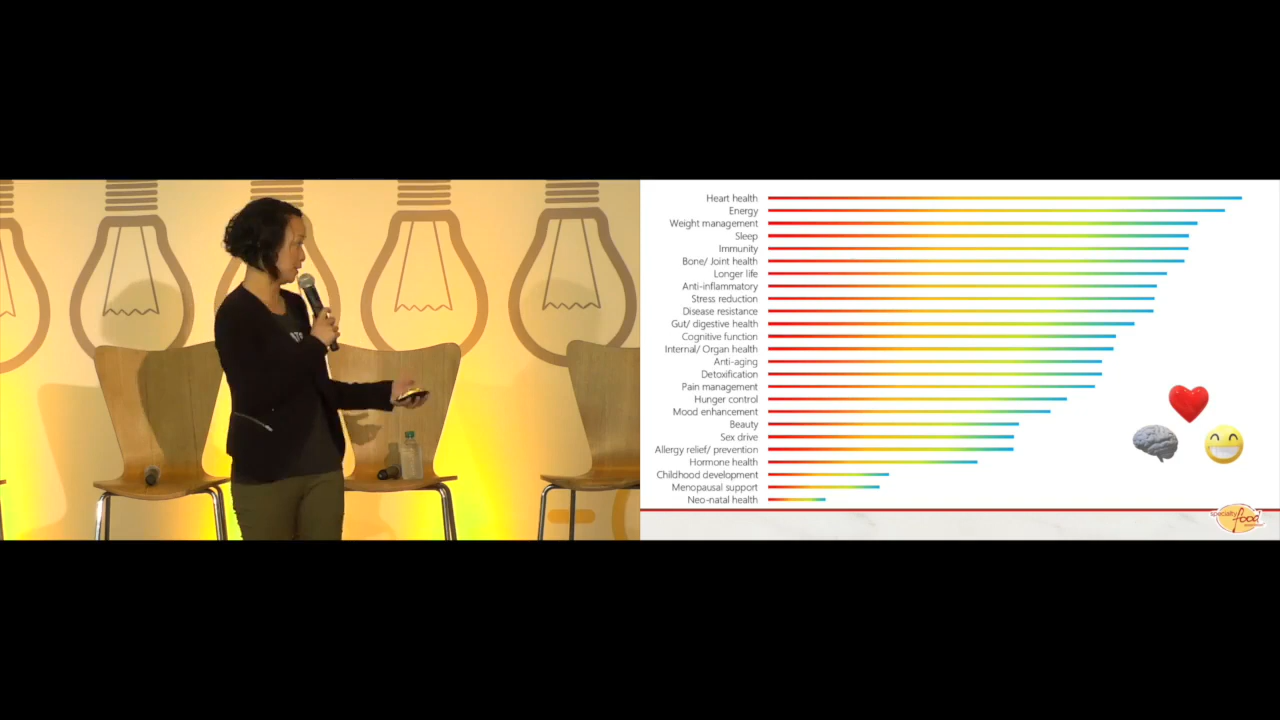 Heart health
Energy
Weight management
Sleep
Immunity
Bone/ Joint health
Longer life
Anti-inflammatory
Stress reduction
Disease resistance
Gut/ digestive health
Cognitive function
Internal/ Organ health
Anti-aging
Detoxification
Pain management
Hunger control
Mood enhancement
Beauty
Sex drive
Allergy relief/ prevention
Hormone health
Childhood development
Menopausal support
Neo-natal health
specialty
food